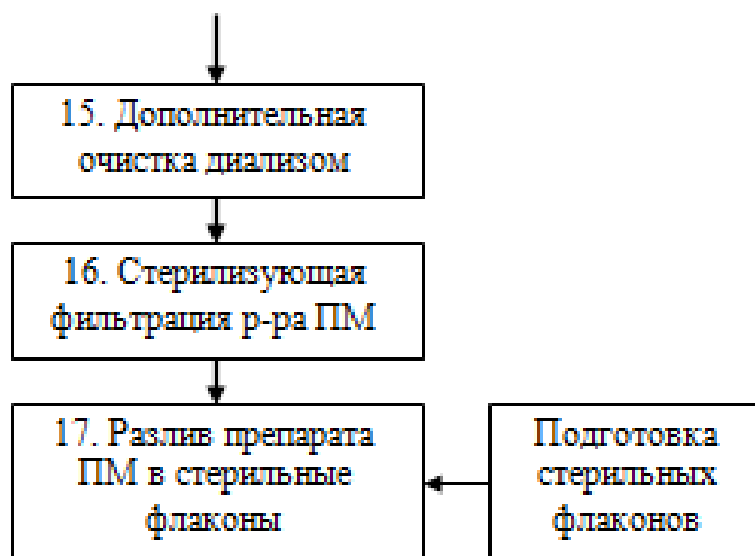 15. Дополнительная
очистка диализом
16. Стерилизующая
фильтрация р-ра ПМ
17. Разлив препарата
ПМ в стерильные
флаконы
Подготовка
стерильных
флаконов